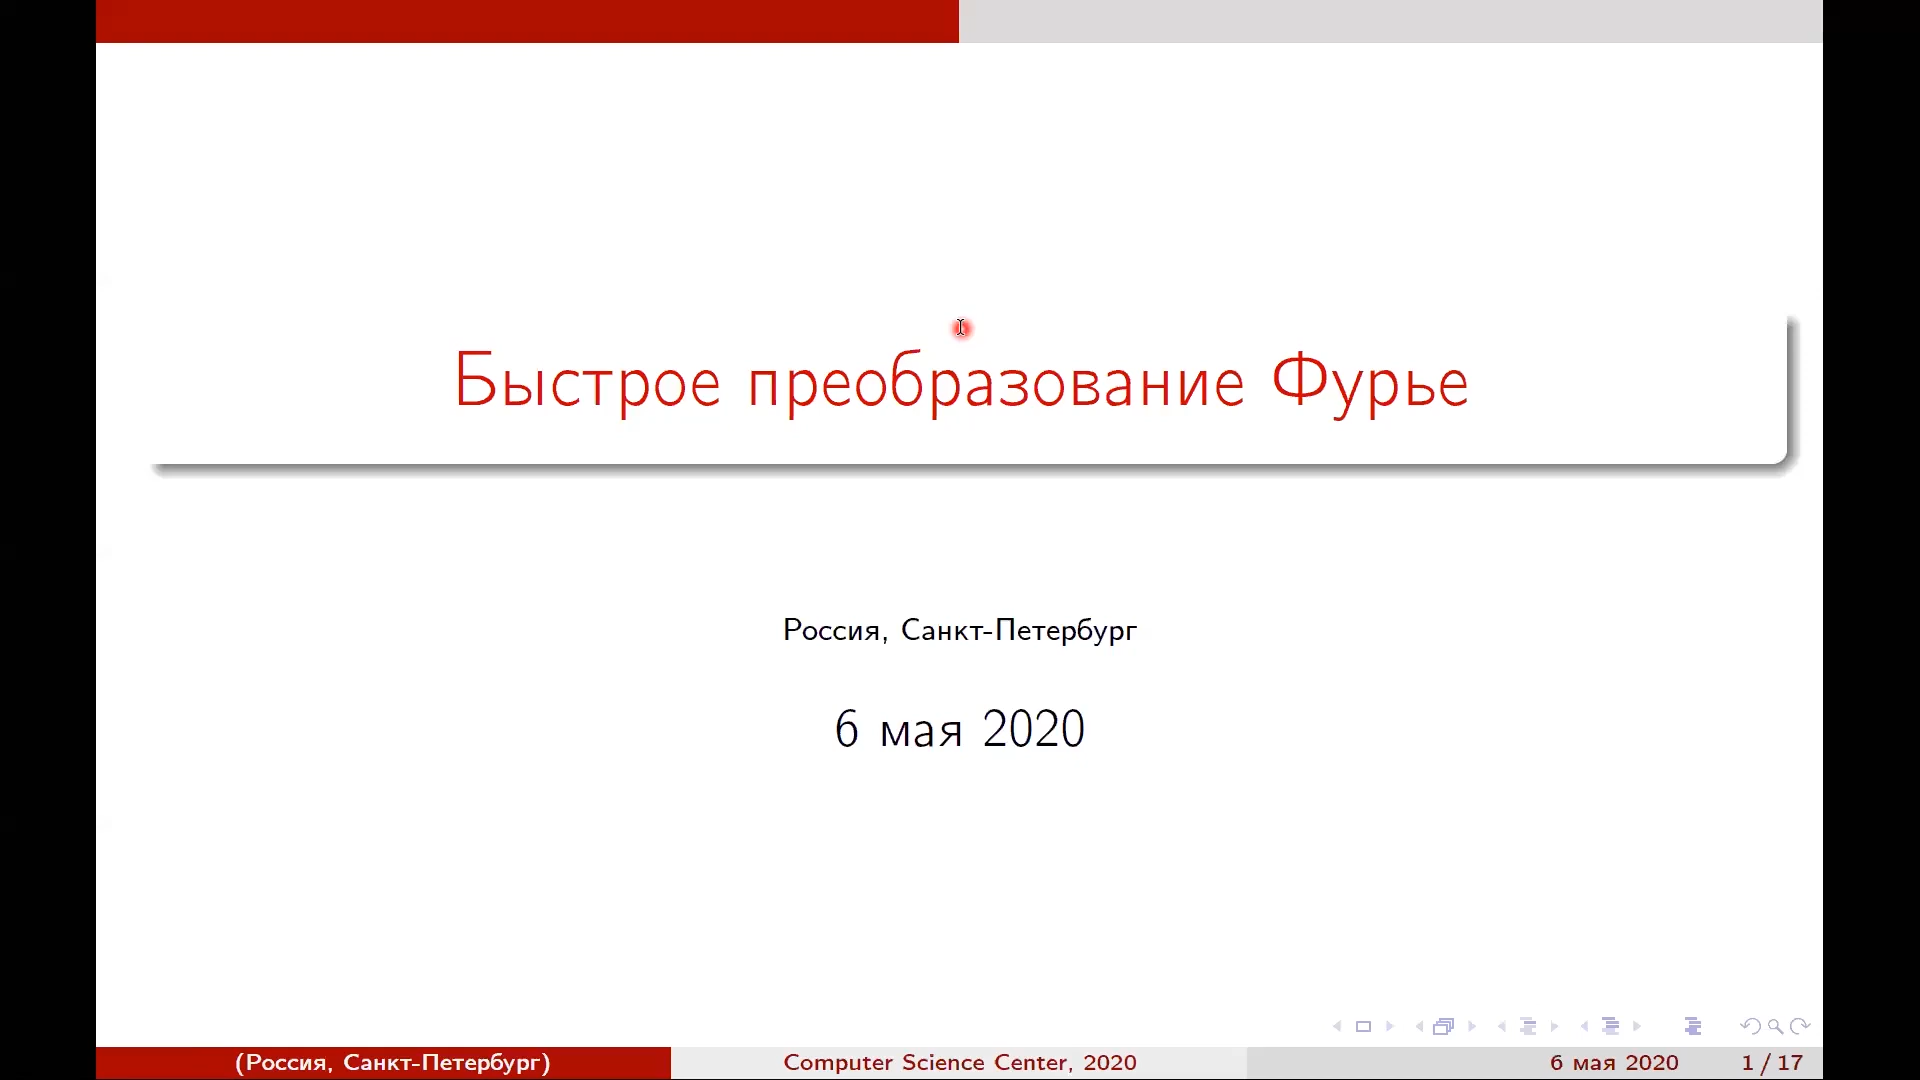 Быстрое преобразование Фурье
Россия, Санкт-Петербург
6 мая 2020
(Россия, Санкт-Петербург)
Computer Science Center, 2020
6 мая 2020
1 / 17